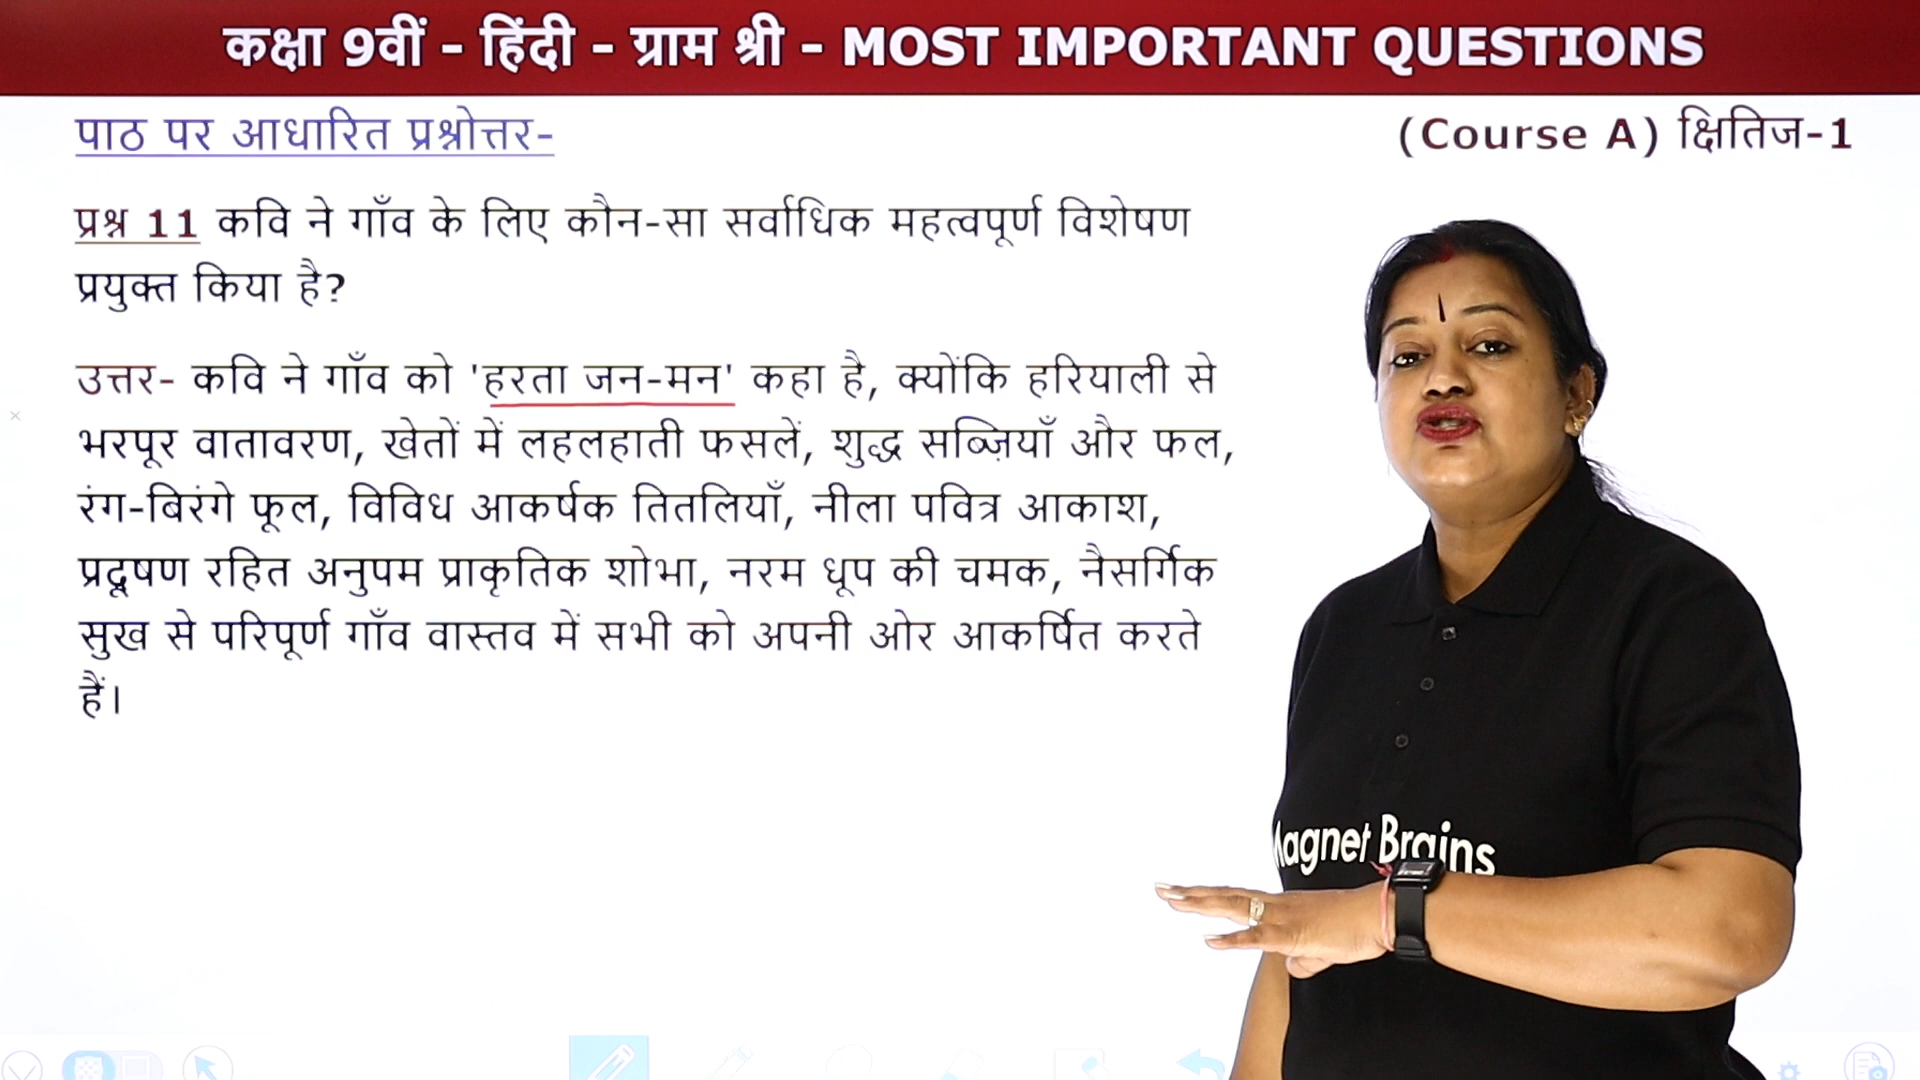 कक्षा 9वीं - हिंदी - ग्राम श्री - MOST IMPORTANT QUESTIONS
पाठ पर आधारित प्रश्नोत्तर-
(Course A) क्षितिज-1
प्रश्न 11 कवि ने गाँव के लिए कौन-सा सर्वाधिक महत्वपूर्ण विशेषण
प्रयुक्त किया है?
उत्तर- कवि ने गाँव को 'हरता जन-मन' कहा है, क्योंकि हरियाली से
भरपूर वातावरण, खेतों में लहलहाती फसलें, शुद्ध सब्ज़ियाँ और फल,
रंग-बिरंगे फूल, विविध आकर्षक तितलियाँ, नीला पवित्र आकाश,
प्रदूषण रहित अनुपम प्राकृतिक शोभा, नरम धूप की चमक, नैसर्गिक
सुख से परिपूर्ण गाँव वास्तव में सभी को अपनी ओर आकर्षित करते
हैं।
Magnet Brains